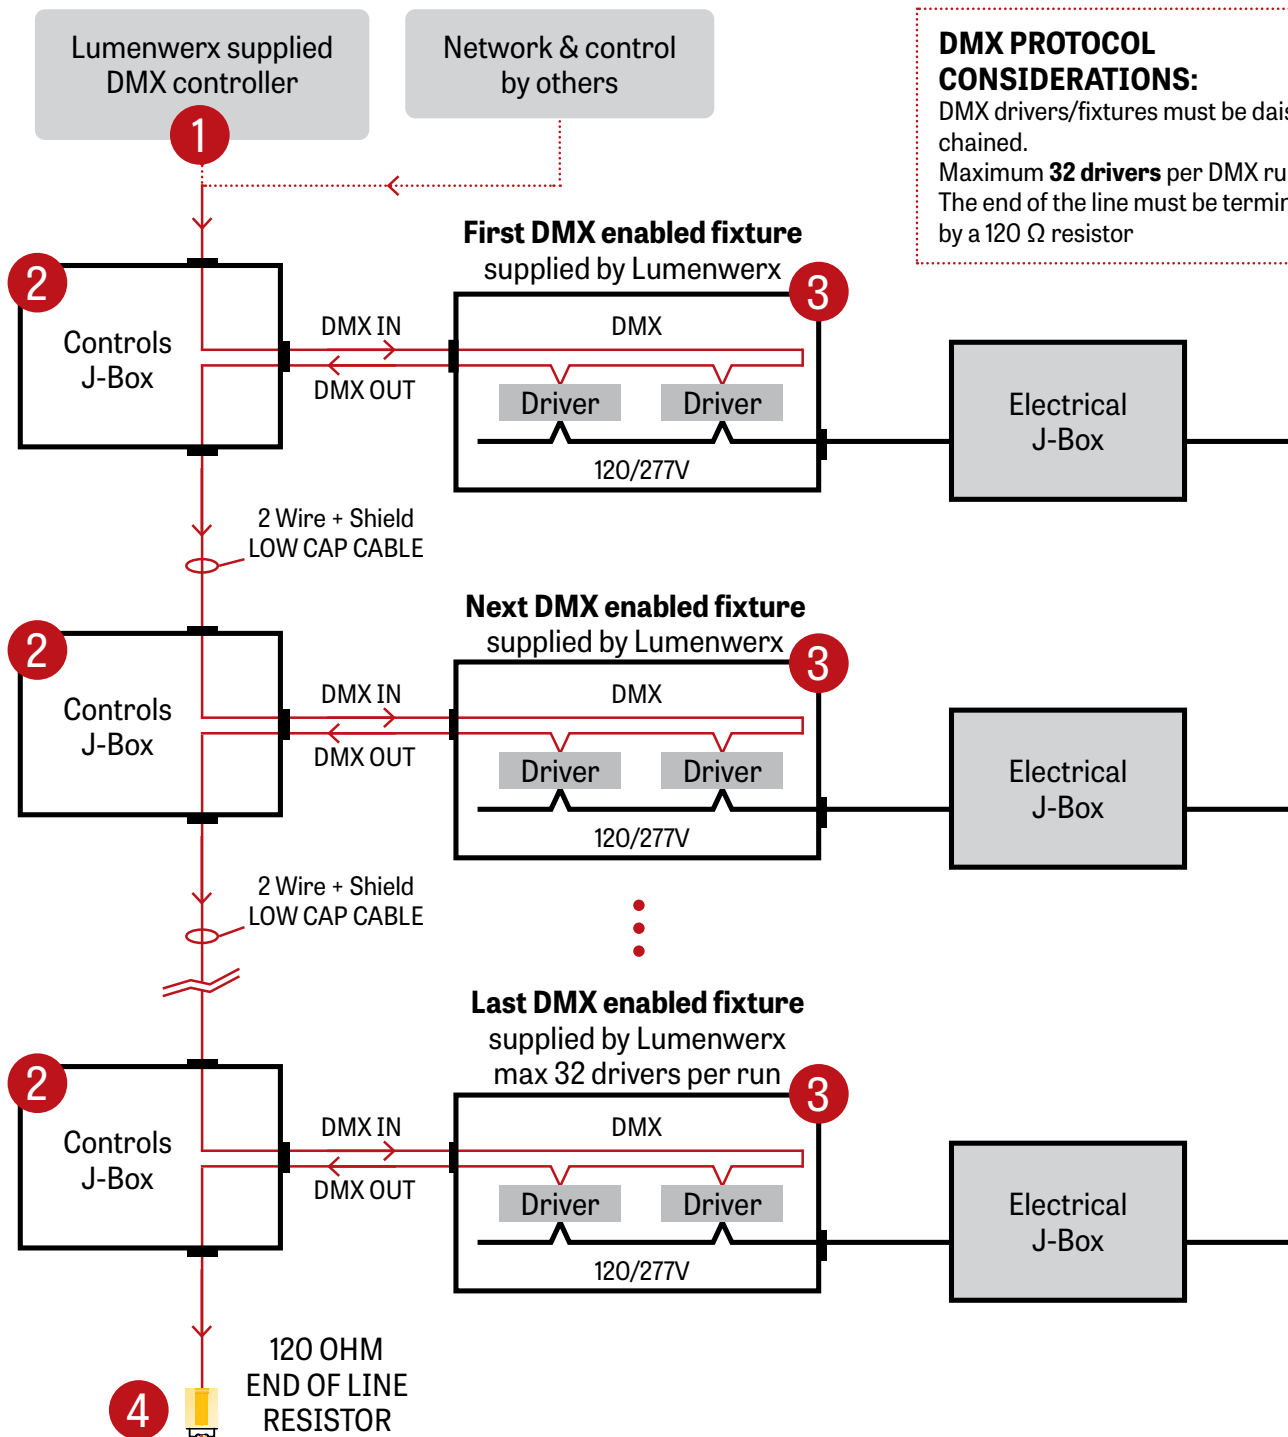 Lumenwerx supplied
DMX controller
Network & control
by others
DMX PROTOCOL
CONSIDERATIONS:
DMX drivers/fixtures must be
chained.
Maximum 32 drivers per DMX
The end of the line must be
by a 120 Ω resistor
1
First DMX enabled fixture
supplied by Lumenwerx
2
3
Controls
J-Box
DMX IN
DMX OUT
DMX
Driver
Driver
120/277V
Electrical
J-Box
2 Wire + Shield
LOW CAP CABLE
Next DMX enabled fixture
supplied by Lumenwerx
2
3
Controls
J-Box
DMX IN
DMX OUT
DMX
Driver
Driver
120/277V
Electrical
J-Box
2 Wire + Shield
LOW CAP CABLE
Last DMX enabled fixture
supplied by Lumenwerx
max 32 drivers per run
2
3
Controls
J-Box
DMX IN
DMX OUT
DMX
Driver
Driver
120/277V
Electrical
J-Box
4
120 OHM
END OF LINE
RESISTOR